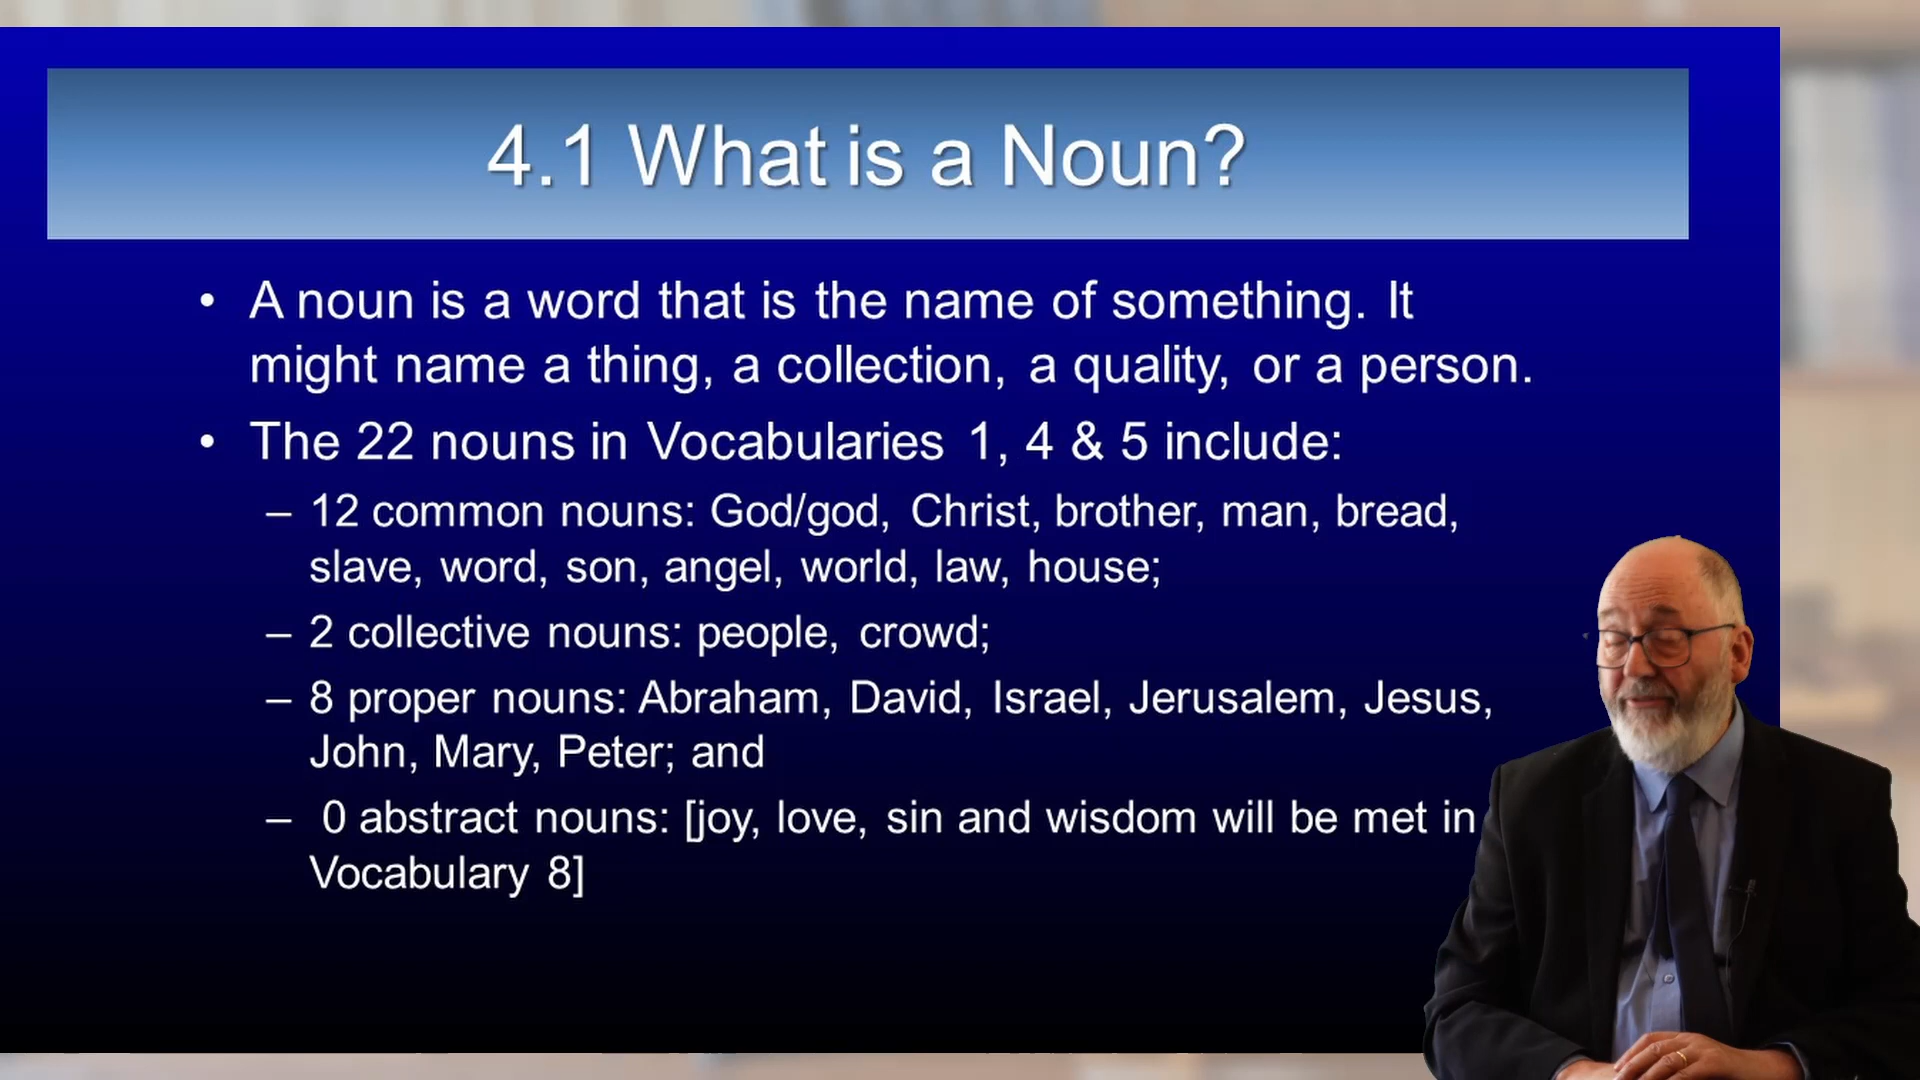 4.1 What is a Noun?
• A noun is a word that is the name of something. It
might name a thing, a collection, a quality, or a person.
• The 22 nouns in Vocabularies 1, 4 & 5 include:
– 12 common nouns: God/god, Christ, brother, man, bread,
slave, word, son, angel, world, law, house;
– 2 collective nouns: people, crowd;
– 8 proper nouns: Abraham, David, Israel, Jerusalem, Jesus,
John, Mary, Peter; and
– 0 abstract nouns: [joy, love, sin and wisdom will be met in
Vocabulary 8]